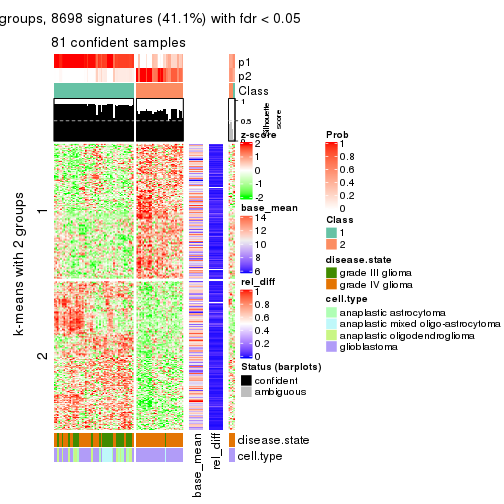 groups, 8698 signatures (41.1%) with fdr < 0.05
81 confident samples
p1
p2
Class
1
0.5
0
Silhouette
score
k-means with 2 groups
1
2
z-score
2
1
0
-1
-2
base_mean
14
12
10
8
6
rel_diff
1
0.8
0.6
0.4
0.2
0
Status (barplots)
confident
ambiguous
Prob
1
0.8
0.6
0.4
0.2
0
Class
1
2
disease.state
grade III glioma
grade IV glioma
cell.type
anaplastic astrocytoma
anaplastic mixed oligo-astrocytoma
anaplastic oligodendroglioma
glioblastoma
disease.state
cell.type
base_mean
rel_diff